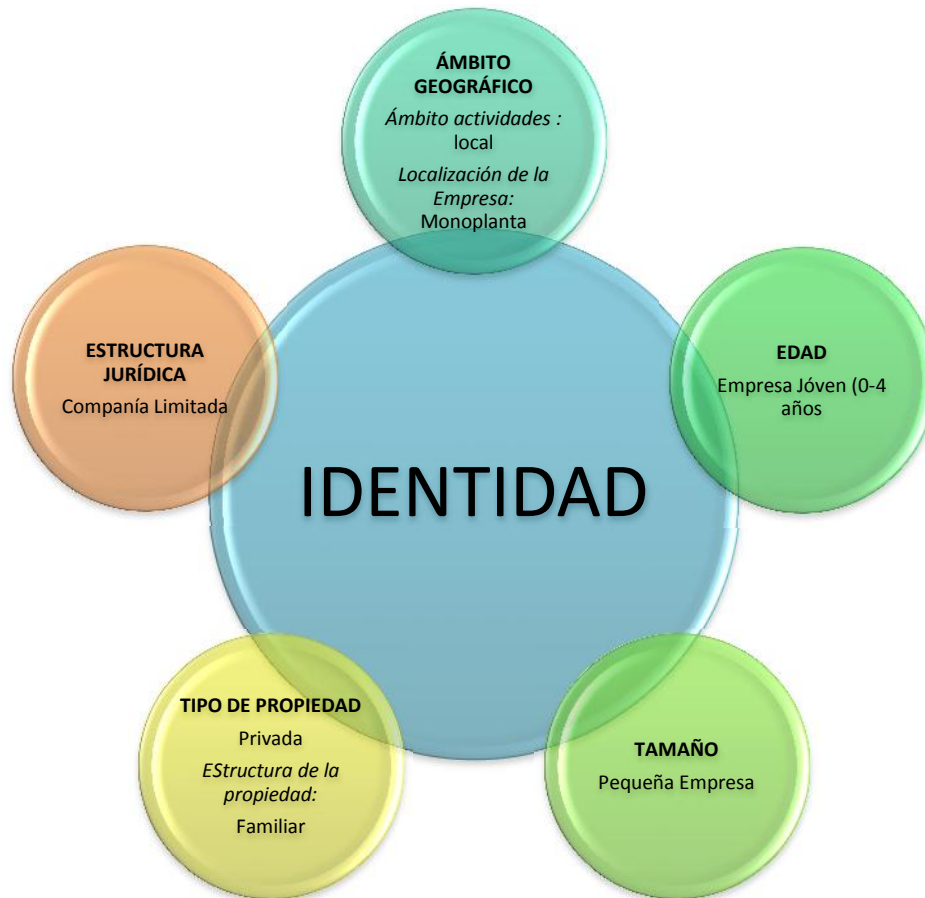 ÁMBITO
GEOGRÁFICO
Ámbito actividades :
local
Localización de la
Empresa:
Monoplanta
EDAD
Empresa Jóven (0-4
años
TAMAÑO
Pequeña Empresa
TIPO DE PROPIEDAD
Privada
EStructura de la
propiedad:
Familiar
ESTRUCTURA
JURÍDICA
Companía Limitada
IDENTIDAD